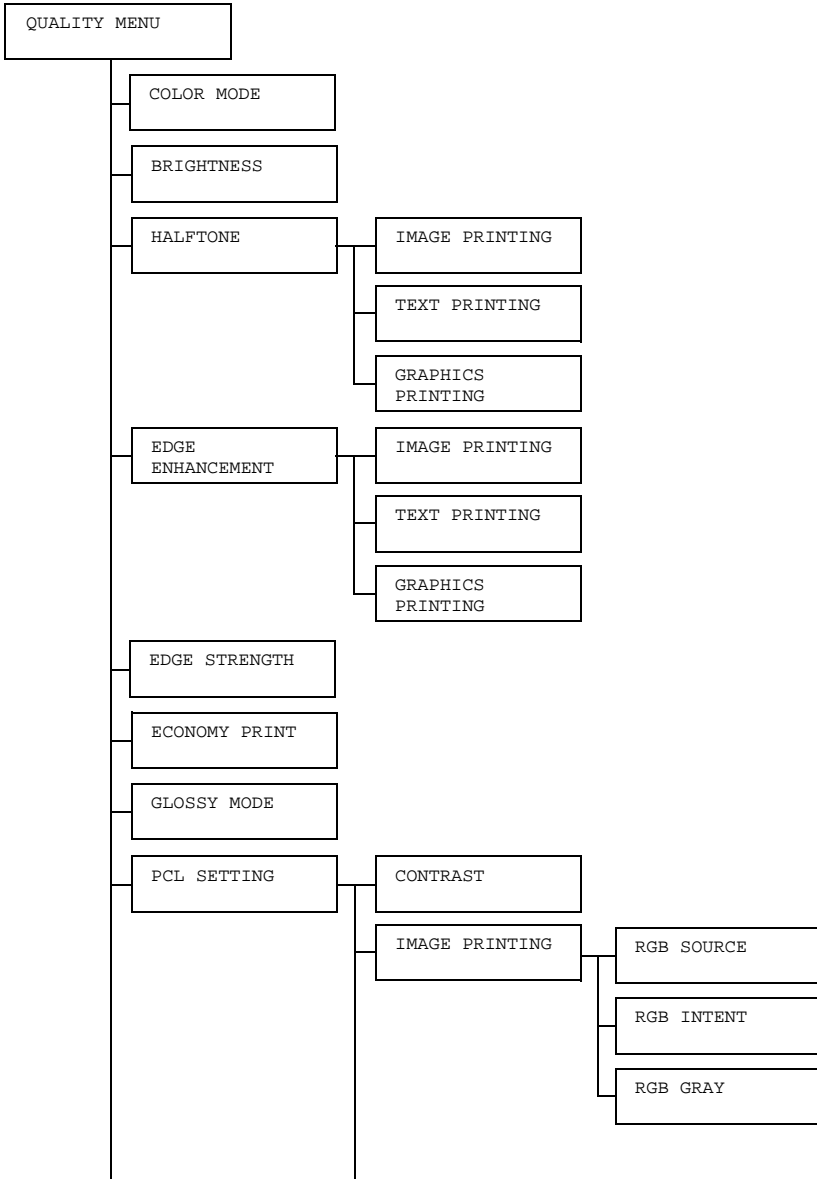 QUALITY MENU
COLOR MODE
BRIGHTNESS
HALFTONE
IMAGE PRINTING
TEXT PRINTING
GRAPHICS
PRINTING
EDGE
ENHANCEMENT
IMAGE PRINTING
TEXT PRINTING
GRAPHICS
PRINTING
EDGE STRENGTH
ECONOMY PRINT
GLOSSY MODE
PCL SETTING
CONTRAST
IMAGE PRINTING
RGB SOURCE
RGB INTENT
RGB GRAY